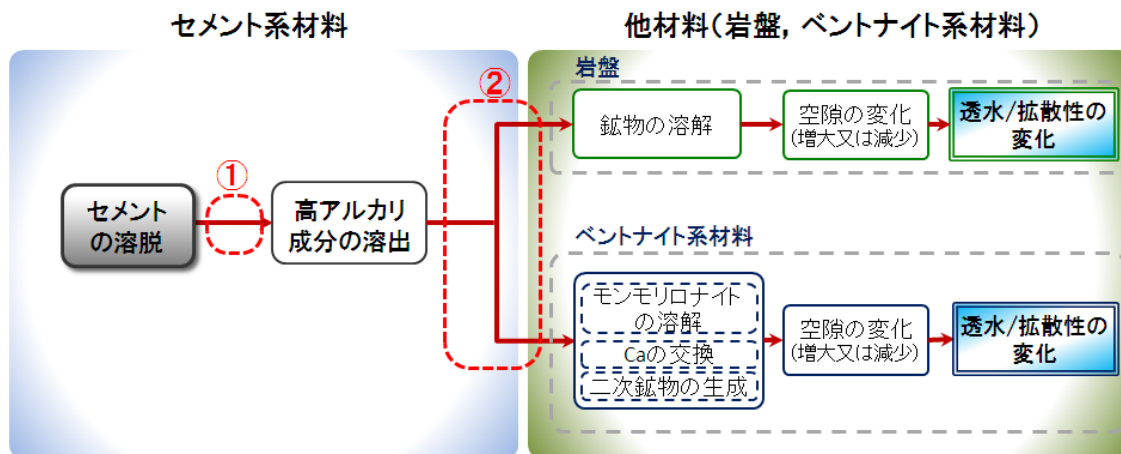 セメント系材料
他材料(岩盤, ベントナイト系材料)
①
セメント
の溶脱
高アルカリ
成分の溶出
②
岩盤
鉱物の溶解
空隙の変化
(増大又は減少)
透水/拡散性の
変化
ベントナイト系材料
モンモリロナイト
の溶解
Caの交換
二次鉱物の生成
空隙の変化
(増大又は減少)
透水/拡散性の
変化